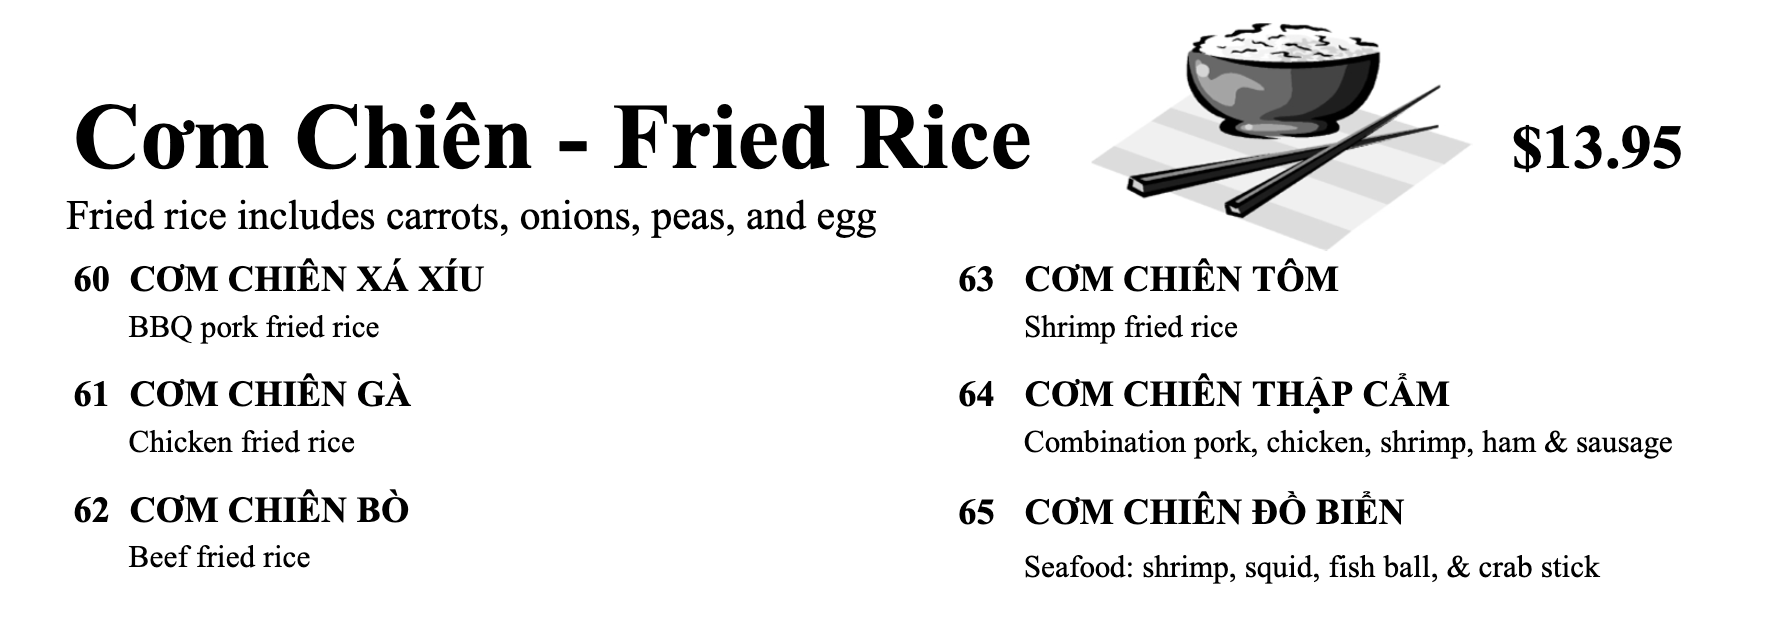 Cơm Chiên - Fried Rice
$13.95
Fried rice includes carrots, onions, peas, and egg
60 CƠM CHIÊN XÁ XÍU
BBQ pork fried rice
61 CƠM CHIÊN GÀ
Chicken fried rice
62 CƠM CHIÊN BÒ
Beef fried rice
63 CƠM CHIÊN TÔM
Shrimp fried rice
64 CƠM CHIÊN THẬP CẨM
Combination pork, chicken, shrimp, ham & sausage
65 CƠM CHIÊN ĐỒ BIỂN
Seafood: shrimp, squid, fish ball, & crab stick